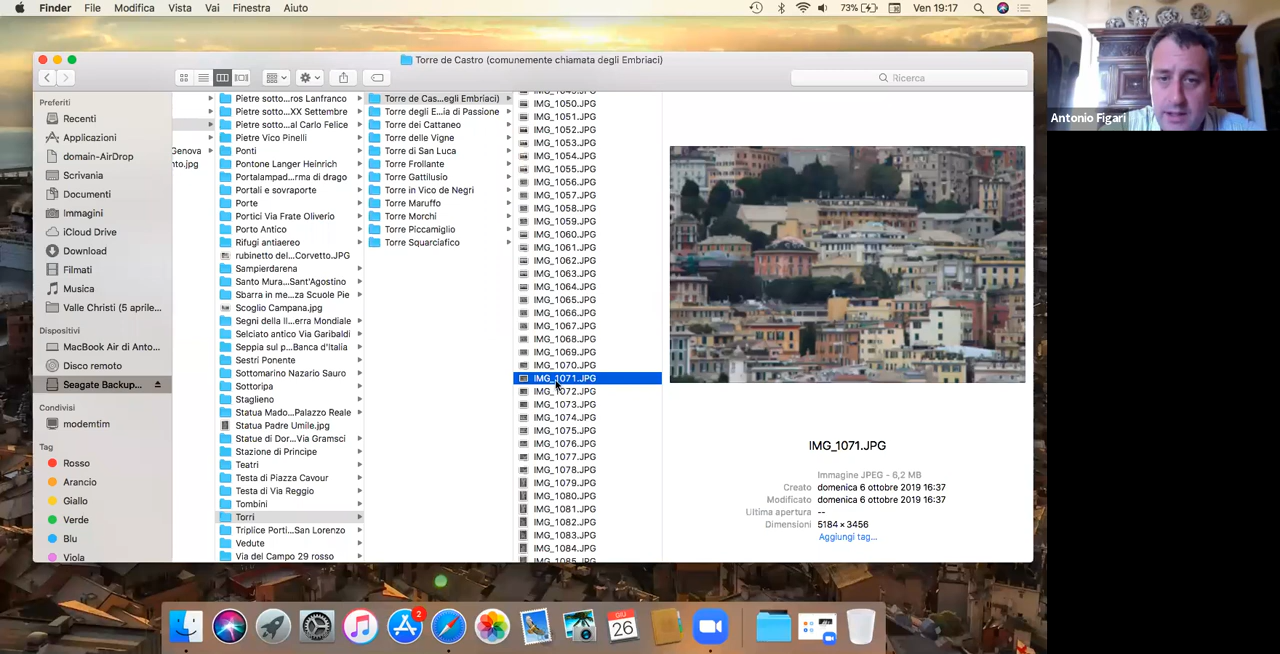 Finder File Modifica Vista Vai Finestra Aiuto 73% Ven 19:17
Torre de Castro (comunemente chiamata degli Embriaci)
Ricerca
Preferiti
Recenti
Applicazioni
domain-AirDrop
Scrivania
Documenti
Immagini
iCloud Drive
Download
Filmati
Musica
Valle Christi (5 aprile...
Dispositivi
MacBook Air di Anto...
Disco remoto
Seagate Backup...
Condivisi
modemtim
Tag
Rosso
Arancio
Giallo
Verde
Blu
Viola
Genova
nto.jpg
Pietre sotto...ros Lanfranco
Pietre sotto...XX Settembre
Pietre sotto...al Carlo Felice
Pietre Vico Pinelli
Ponti
Pontone Langer Heinrich
Portalampad...rma di drago
Portali e sovraporte
Porte
Portici Via Frate Oliverio
Porto Antico
Rifugi antiaereo
rubinetto del...Corvetto.JPG
Sampierdarena
Santo Mura...Sant'Agostino
Sbarra in me...za Scuole Pie
Scoglio Campana.jpg
Segni della II...erra Mondiale
Selciato antico Via Garibaldi
Seppia sul p...Banca d'Italia
Sestri Ponente
Sottomarino Nazario Sauro
Sottoripa
Staglieno
Statua Mado...Palazzo Reale
Statua Padre Umile.jpg
Statue di Dor...Via Gramsci
Stazione di Principe
Teatri
Testa di Piazza Cavour
Testa di Via Reggio
Tombini
Torri
Triplice Porti...San Lorenzo
Vedute
Via del Campo 29 rosso
Torre de Cas...egli Embriaci)
Torre degli E...ia di Passione
Torre dei Cattaneo
Torre delle Vigne
Torre di San Luca
Torre Frollante
Torre Gattilusio
Torre in Vico de Negri
Torre Maruffo
Torre Morchi
Torre Piccamiglio
Torre Squarciafico
IMG_1049.JPG
IMG_1050.JPG
IMG_1051.JPG
IMG_1052.JPG
IMG_1053.JPG
IMG_1054.JPG
IMG_1055.JPG
IMG_1056.JPG
IMG_1057.JPG
IMG_1058.JPG
IMG_1059.JPG
IMG_1060.JPG
IMG_1061.JPG
IMG_1062.JPG
IMG_1063.JPG
IMG_1064.JPG
IMG_1065.JPG
IMG_1066.JPG
IMG_1067.JPG
IMG_1068.JPG
IMG_1069.JPG
IMG_1070.JPG
IMG_1071.JPG
IMG_1072.JPG
IMG_1073.JPG
IMG_1074.JPG
IMG_1075.JPG
IMG_1076.JPG
IMG_1077.JPG
IMG_1078.JPG
IMG_1079.JPG
IMG_1080.JPG
IMG_1081.JPG
IMG_1082.JPG
IMG_1083.JPG
IMG_1084.JPG
IMG_1085.JPG
IMG_1071.JPG
Immagine JPEG - 6,2 MB
Creato domenica 6 ottobre 2019 16:37
Modificato domenica 6 ottobre 2019 16:37
Ultima apertura --
Dimensioni 5184 × 3456
Aggiungi tag...
Antonio Figari
2
GIU
26